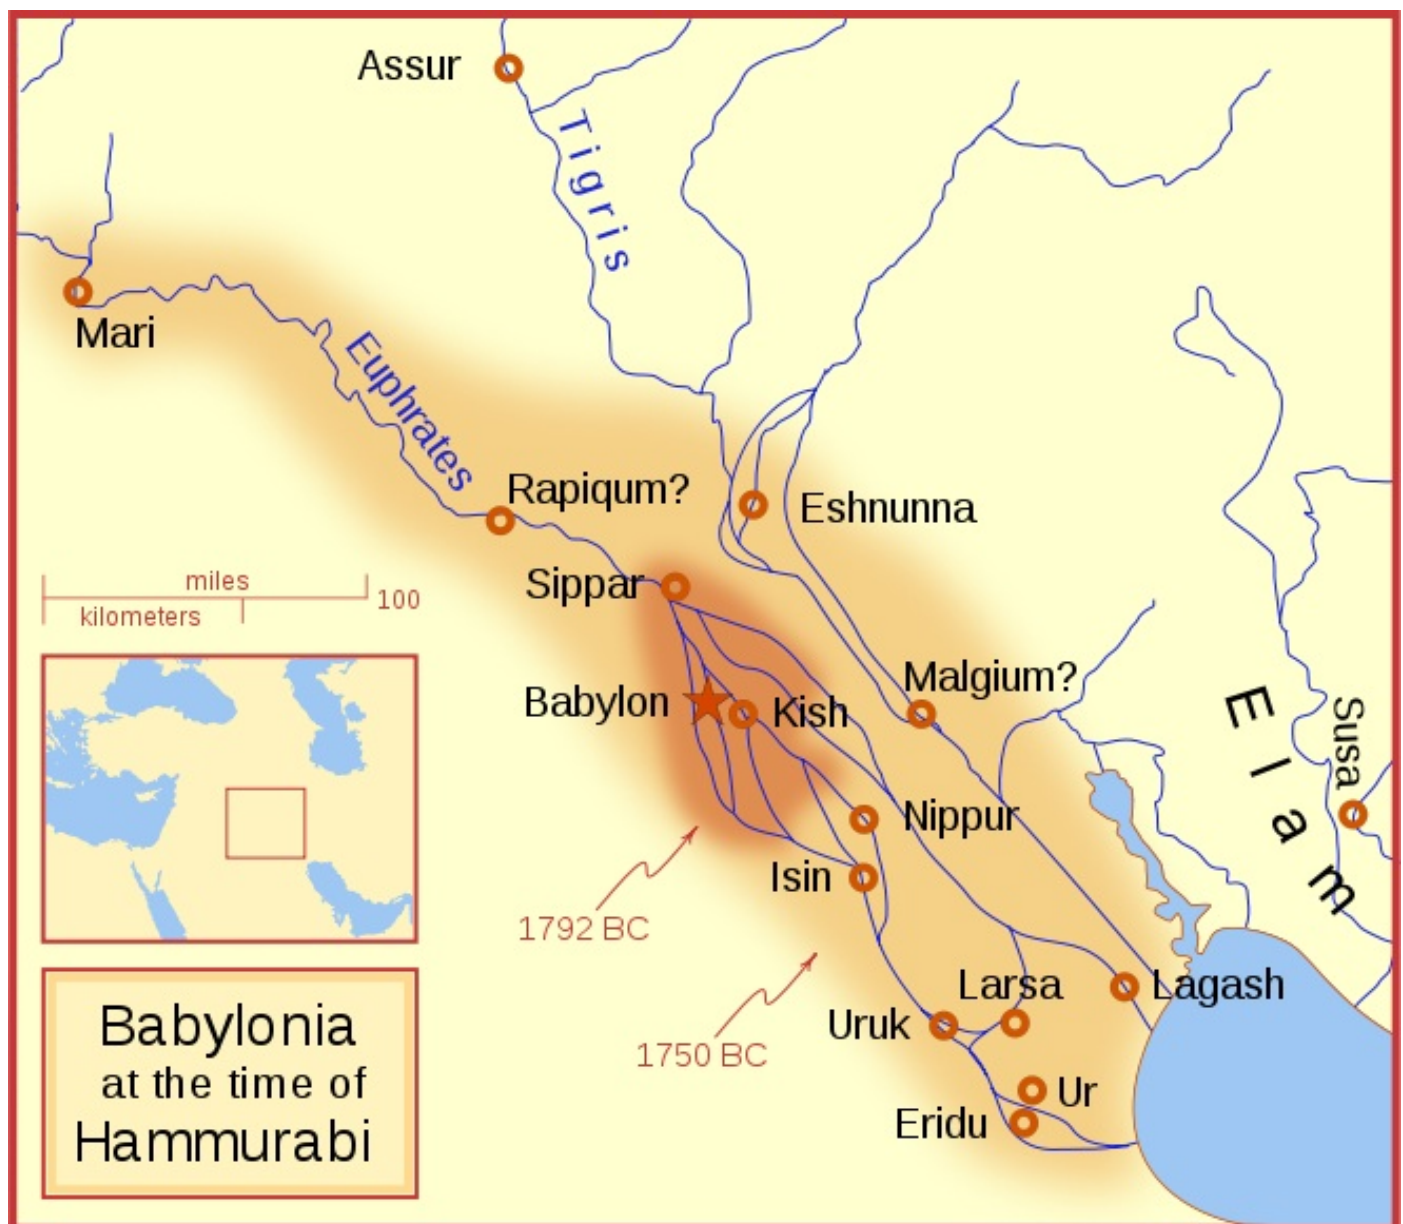 Assur
Tigris
Mari
Euphrates
Rapiqum?
Eshnunna
Sippar
miles
kilometers
100
Malgium?
Babylon
Kish
Elam
Susa
Nippur
Isin
1792 BC
Larsa
Lagash
Uruk
1750 BC
Ur
Eridu
Babylonia
at the time of
Hammurabi